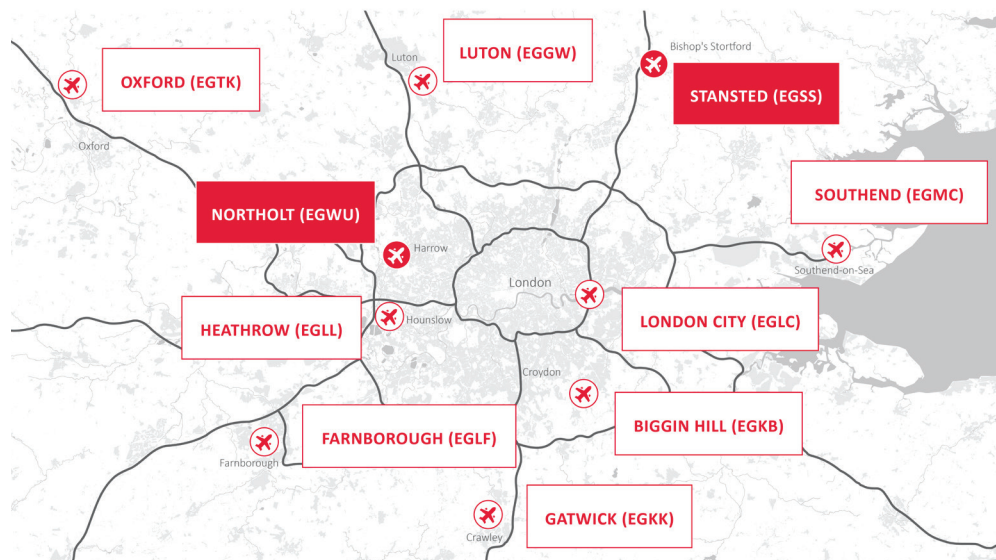 Luton
LUTON (EGGW)
Bishop's Stortford
OXFORD (EGTK)
STANSTED (EGSS)
Oxford
SOUTHEND (EGMC)
NORTHOLT (EGWU)
Harrow
Southend-on-Sea
London
HEATHROW (EGLL)
Hounslow
LONDON CITY (EGLC)
Croydon
FARNBOROUGH (EGLF)
BIGGIN HILL (EGKB)
Farnborough
GATWICK (EGKK)
Crawley